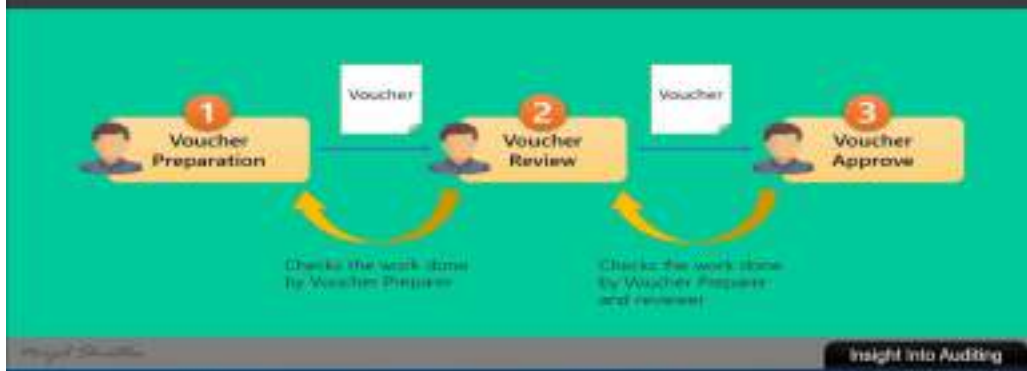 1
Voucher
Preparation
Voucher
2
Voucher
Review
Voucher
3
Voucher
Approve
Checks the work done
by Voucher Preparer
Checks the work done
by Voucher Preparer
and reviewer
Insight Into Auditing